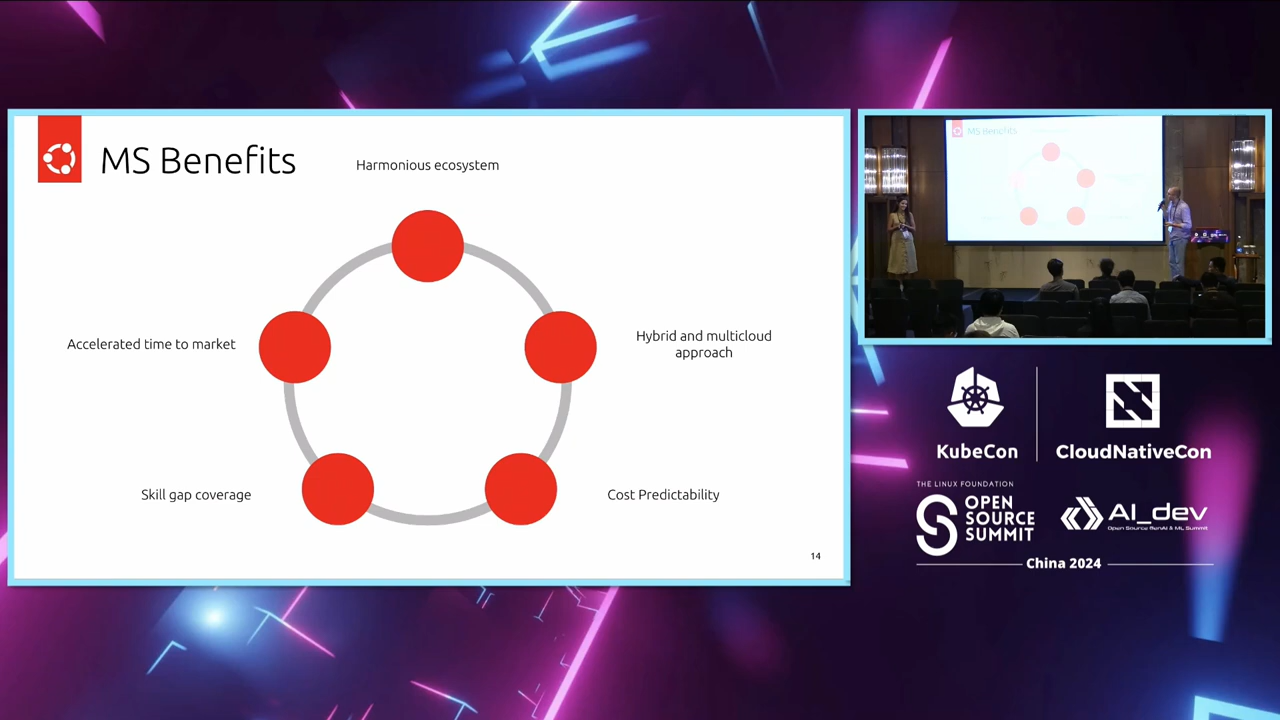 MS Benefits
Harmonious ecosystem
Accelerated time to market
Hybrid and multicloud
approach
Skill gap coverage
Cost Predictability
14
MS Benefits
KubeCon
CloudNativeCon
THE LINUX FOUNDATION
OPEN
SOURCE
SUMMIT
AI_dev
Open Source GenAI & ML Summit
China 2024